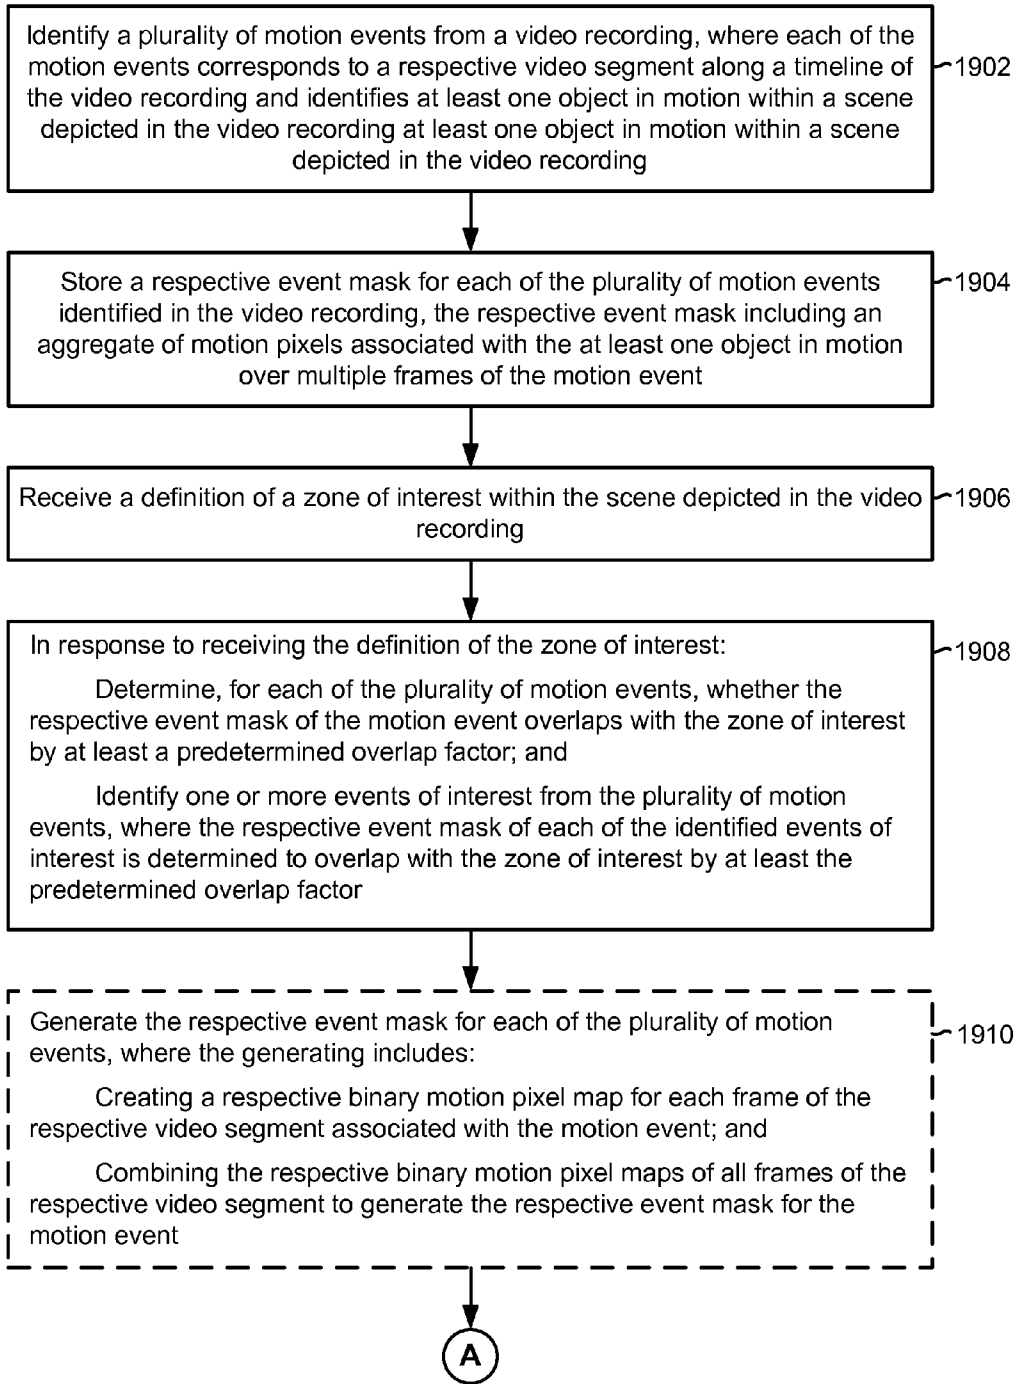 Identify a plurality of motion events from a video recording, where each of the
motion events corresponds to a respective video segment along a timeline of
the video recording and identifies at least one object in motion within a scene
depicted in the video recording at least one object in motion within a scene
depicted in the video recording
1902
Store a respective event mask for each of the plurality of motion events
identified in the video recording, the respective event mask including an
aggregate of motion pixels associated with the at least one object in motion
over multiple frames of the motion event
1904
Receive a definition of a zone of interest within the scene depicted in the video
recording
1906
In response to receiving the definition of the zone of interest:
Determine, for each of the plurality of motion events, whether the
respective event mask of the motion event overlaps with the zone of interest
by at least a predetermined overlap factor; and
Identify one or more events of interest from the plurality of motion
events, where the respective event mask of each of the identified events of
interest is determined to overlap with the zone of interest by at least the
predetermined overlap factor
1908
Generate the respective event mask for each of the plurality of motion
events, where the generating includes:
Creating a respective binary motion pixel map for each frame of the
respective video segment associated with the motion event; and
Combining the respective binary motion pixel maps of all frames of the
respective video segment to generate the respective event mask for the
motion event
1910
A